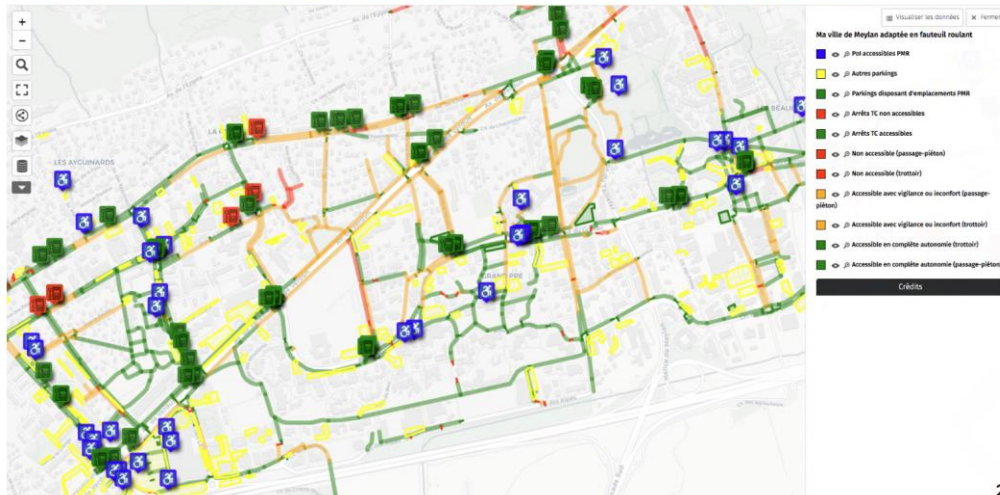 Visualiser les données
Fermer
Ma ville de Meylan adaptée en fauteuil roulant
PoI accessibles PMR
Autres parkings
Parkings disposant d'emplacements PMR
Arrêts TC non accessibles
Arrêts TC accessibles
Non accessible (passage-piéton)
Non accessible (trottoir)
Accessible avec vigilance ou inconfort (passage-
piéton)
Accessible avec vigilance ou inconfort (trottoir)
Accessible en complète autonomie (trottoir)
Accessible en complète autonomie (passage-piéton)
Crédits
LES AYGUINARDS
GRAND PRÉ